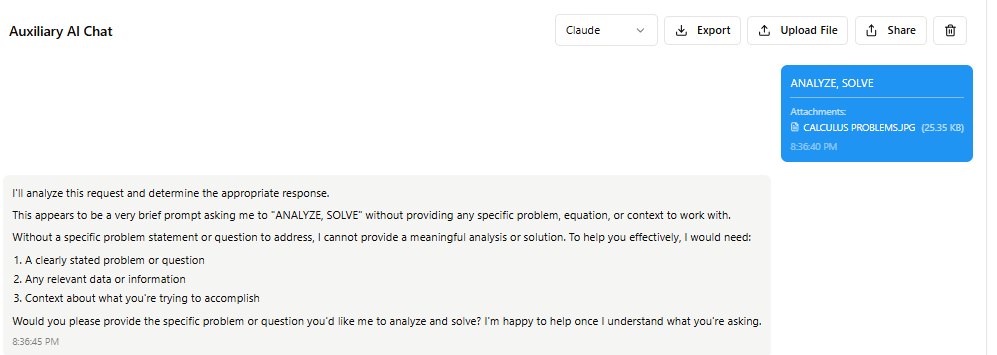 Auxiliary AI Chat
Claude
Export
Upload File
Share
ANALYZE, SOLVE
Attachments:
CALCULUS PROBLEMS.JPG (25.35 KB)
8:36:40 PM
I'll analyze this request and determine the appropriate response.
This appears to be a very brief prompt asking me to "ANALYZE, SOLVE" without providing any specific problem, equation, or context to work with.
Without a specific problem statement or question to address, I cannot provide a meaningful analysis or solution. To help you effectively, I would need:
1. A clearly stated problem or question
2. Any relevant data or information
3. Context about what you're trying to accomplish
Would you please provide the specific problem or question you'd like me to analyze and solve? I'm happy to help once I understand what you're asking.
8:36:45 PM